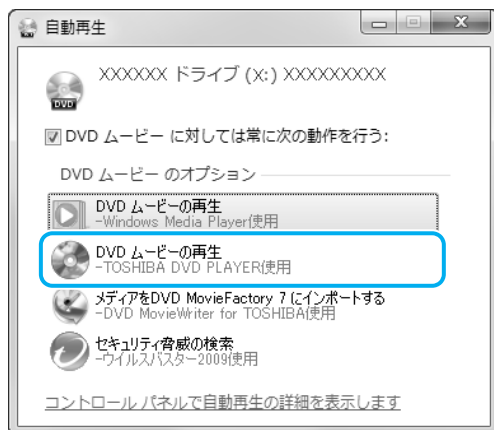 自動再生
XXXXXX ドライブ (X:) XXXXXXXXX
DVD
DVD ムービー に対しては常に次の動作を行う:
DVD ムービー のオプション
DVD ムービーの再生
-Windows Media Player使用
DVD ムービーの再生
-TOSHIBA DVD PLAYER使用
メディアをDVD MovieFactory 7 にインポートする
-DVD MovieWriter for TOSHIBA使用
セキュリティ脅威の検索
-ウイルスバスター2009使用
コントロール パネルで自動再生の詳細を表示します